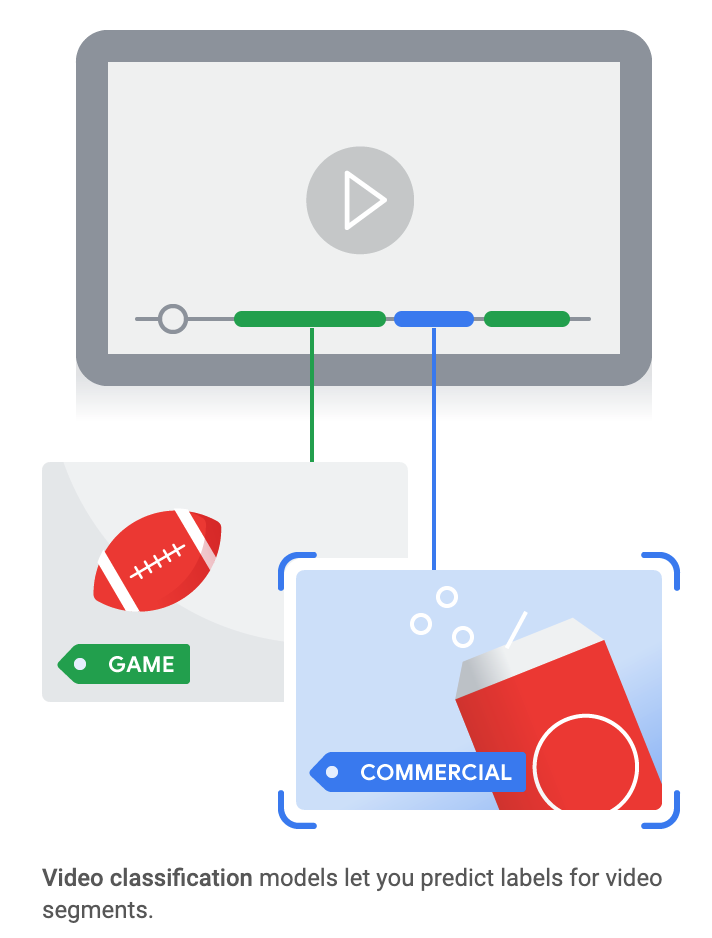 GAME
COMMERCIAL
Video classification models let you predict labels for video
segments.